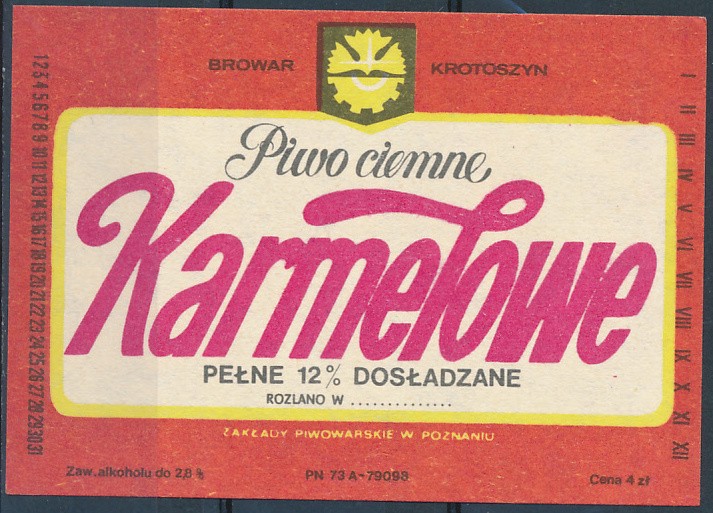 BROWAR KROTOSZYN
1 2 3 4 5 6 7 8 9 10 11 12 13 14 15 16 17 18 19 20 21 22 23 24 25 26 27 28 29 30 31
I II III IV V VI VII VIII IX X XI XII
Piwo ciemne
Karmelowe
PEŁNE 12% DOSŁADZANE
ROZLANO W ..............
ZAKŁADY PIWOWARSKIE W POZNANIU
Zaw. alkoholu do 2,8 % PN 73 A-79098 Cena 4 zł